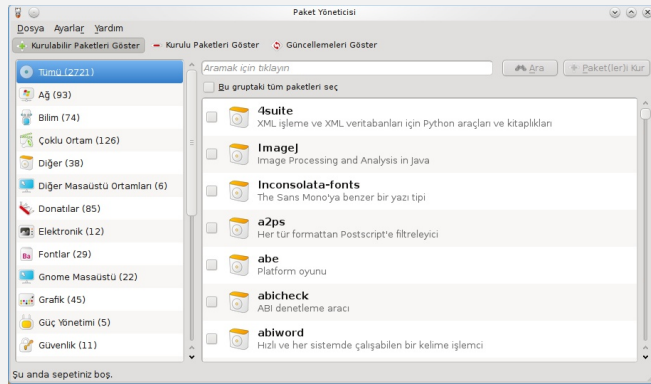 Paket Yöneticisi
Dosya Ayarlar Yardım
Kurulabilir Paketleri Göster Kurulu Paketleri Göster Güncellemeleri Göster
Tümü (2721)
Ağ (93)
Bilim (74)
Çoklu Ortam (126)
Diğer (38)
Diğer Masaüstü Ortamları (6)
Donatılar (85)
Elektronik (12)
Fontlar (29)
Gnome Masaüstü (22)
Grafik (45)
Güç Yönetimi (5)
Güvenlik (11)
Aramak için tıklayın Ara Paket(ler)i Kur
Bu gruptaki tüm paketleri seç
4suite
XML işleme ve XML veritabanları için Python araçları ve kitaplıkları
ImageJ
Image Processing and Analysis in Java
Inconsolata-fonts
The Sans Mono'ya benzer bir yazı tipi
a2ps
Her tür formattan Postscript'e filtreleyici
abe
Platform oyunu
abicheck
ABI denetleme aracı
abiword
Hızlı ve her sistemde çalışabilen bir kelime işlemci
Şu anda sepetiniz boş.